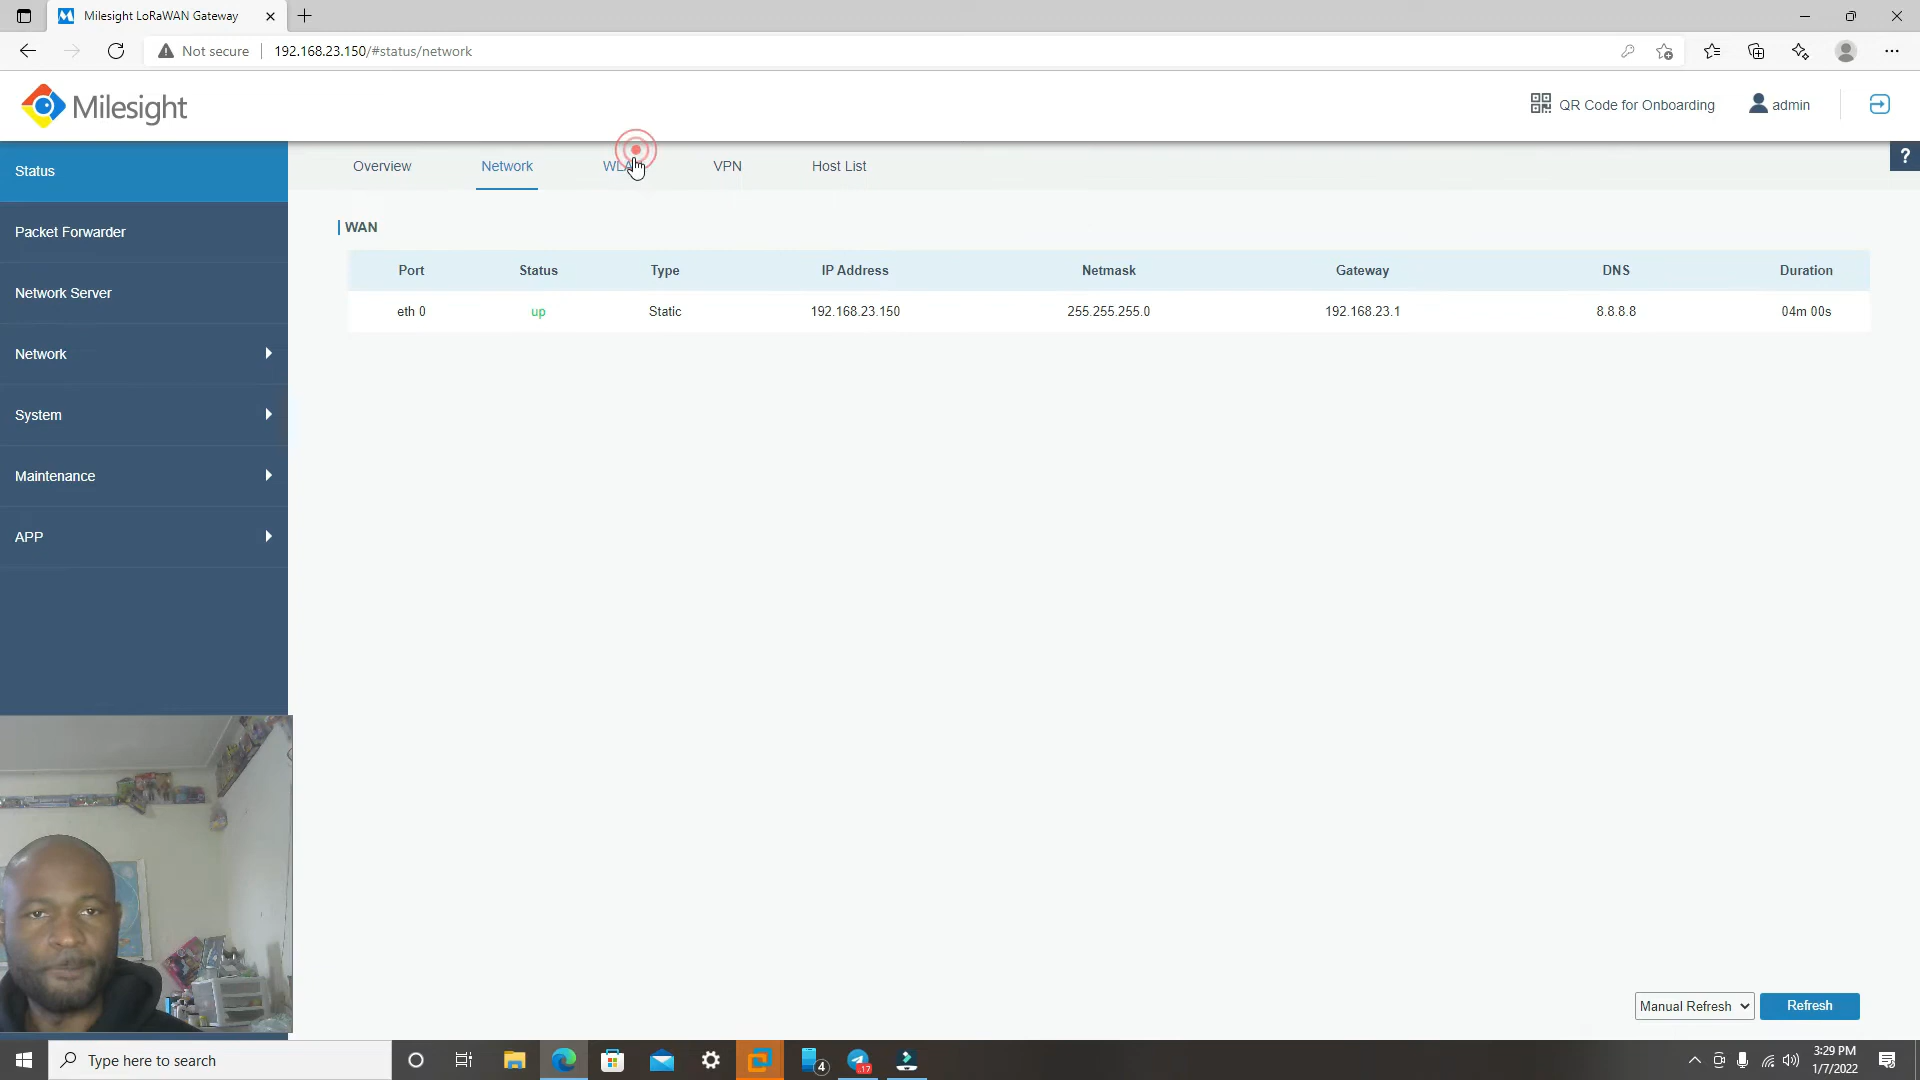 Milesight LoRaWAN Gateway
Not secure
192.168.23.150/#status/network
Milesight
QR Code for Onboarding
admin
Status
Packet Forwarder
Network Server
Network
System
Maintenance
APP
Overview
Network
WLA
VPN
Host List
?
WAN
Port Status Type IP Address Netmask Gateway DNS Duration
eth 0 up Static 192.168.23.150 255.255.255.0 192.168.23.1 8.8.8.8 04m 00s
Manual Refresh
Refresh
Type here to search
4
17
3:29 PM
1/7/2022